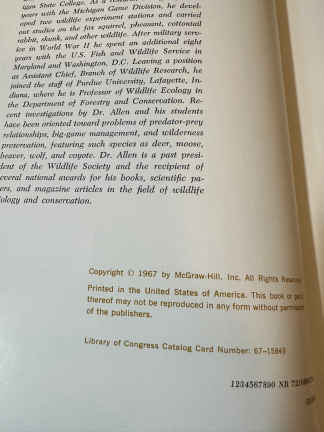 igan State College. As a
years with the Michigan Game Division, he devel-
oped two wildlife experiment stations and carried
out studies on the fox squirrel, pheasant, cottontail
rabbit, skunk, and other wildlife. After military serv-
ice in World War II he spent an additional eight
years with the U.S. Fish and Wildlife Service in
Maryland and Washington, D.C. Leaving a position
as Assistant Chief, Branch of Wildlife Research, he
joined the staff of Purdue University, Lafayette, In-
diana, where he is Professor of Wildlife Ecology in
the Department of Forestry and Conservation. Re-
cent investigations by Dr. Allen and his students
have been oriented toward problems of predator-prey
relationships, big-game management, and wilderness
preservation, featuring such species as deer, moose,
beaver, wolf, and coyote. Dr. Allen is a past presi-
dent of the Wildlife Society and the recipient of
several national awards for his books, scientific pa-
ers, and magazine articles in the field of wildlife
ology and conservation.
Copyright © 1967 by McGraw-Hill, Inc. All Rights
Printed in the United States of America. This book or
thereof may not be reproduced in any form without
of the publishers.
Library of Congress Catalog Card Number: 67-15849
1234567890 NR